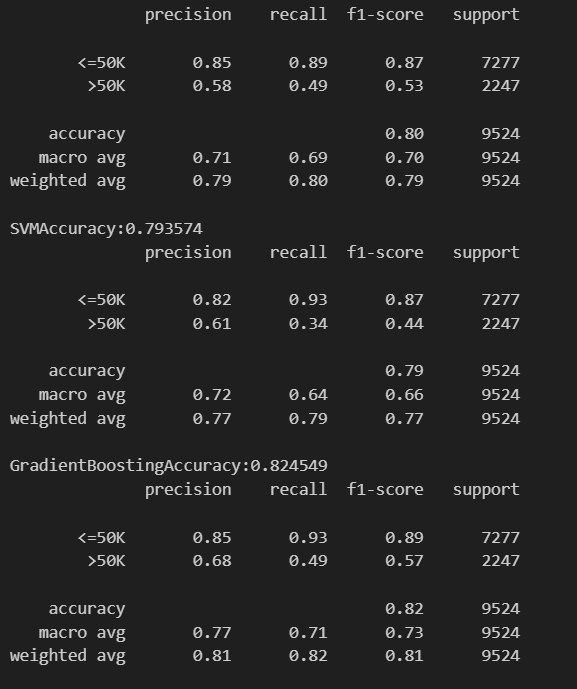 precision recall f1-score support
<=50K 0.85 0.89 0.87 7277
>50K 0.58 0.49 0.53 2247
accuracy 0.80 9524
macro avg 0.71 0.69 0.70 9524
weighted avg 0.79 0.80 0.79 9524
SVMAccuracy:0.793574
precision recall f1-score support
<=50K 0.82 0.93 0.87 7277
>50K 0.61 0.34 0.44 2247
accuracy 0.79 9524
macro avg 0.72 0.64 0.66 9524
weighted avg 0.77 0.79 0.77 9524
GradientBoostingAccuracy:0.824549
precision recall f1-score support
<=50K 0.85 0.93 0.89 7277
>50K 0.68 0.49 0.57 2247
accuracy 0.82 9524
macro avg 0.77 0.71 0.73 9524
weighted avg 0.81 0.82 0.81 9524